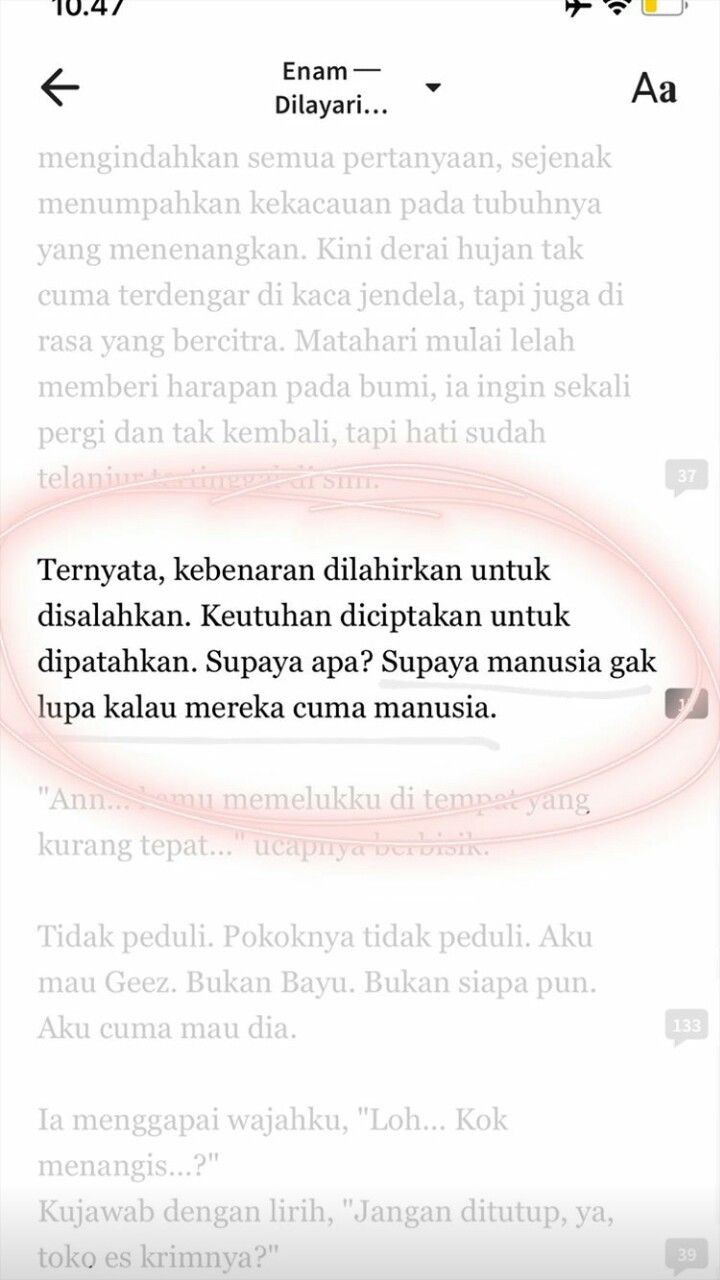 10.47
Enam —
Dilayari...
Aa
mengindahkan semua pertanyaan, sejenak
menumpahkan kekacauan pada tubuhnya
yang menenangkan. Kini derai hujan tak
cuma terdengar di kaca jendela, tapi juga di
rasa yang bercitra. Matahari mulai lelah
memberi harapan pada bumi, ia ingin sekali
pergi dan tak kembali, tapi hati sudah
telanjur tertinggal di sini.
37
Ternyata, kebenaran dilahirkan untuk
disalahkan. Keutuhan diciptakan untuk
dipatahkan. Supaya apa? Supaya manusia gak
lupa kalau mereka cuma manusia.
"Ann... kamu memelukku di tempat yang
kurang tepat..." ucapnya berbisik.
Tidak peduli. Pokoknya tidak peduli. Aku
mau Geez. Bukan Bayu. Bukan siapa pun.
Aku cuma mau dia.
133
Ia menggapai wajahku, "Loh... Kok
menangis...?"
Kujawab dengan lirih, "Jangan ditutup, ya,
toko es krimnya?"
39